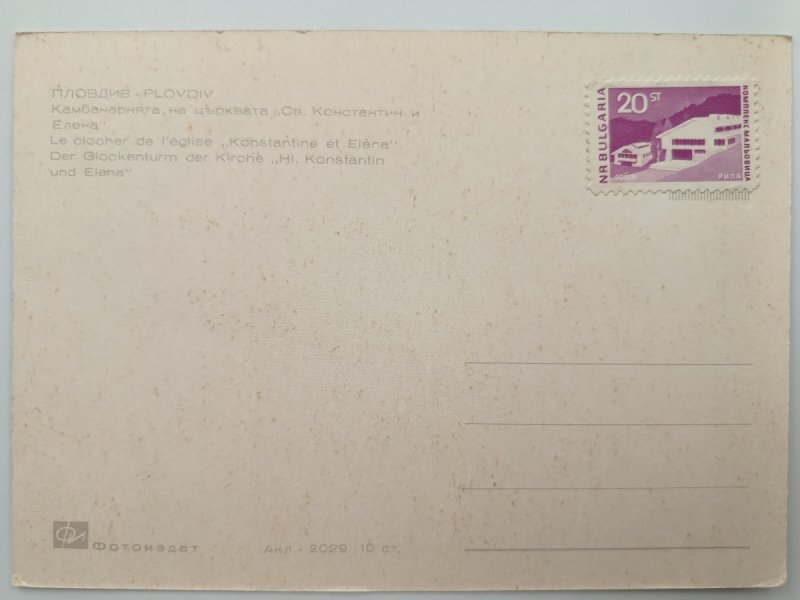 ПЛОВДИВ - PLOVDIV
Камбанарията на църквата „Св. Константин и
Елена"
Le clocher de l'église „Konstantine et Eléna"
Der Glockenturm der Kirche „Hl. Konstantin
und Elena"
20 ST
NR BULGARIA
КОМПЛЕКС МАЛЬОВИЦА
POŠTA
РИЛА
Фотоиздат
Акл - 2029 / 10 ст.